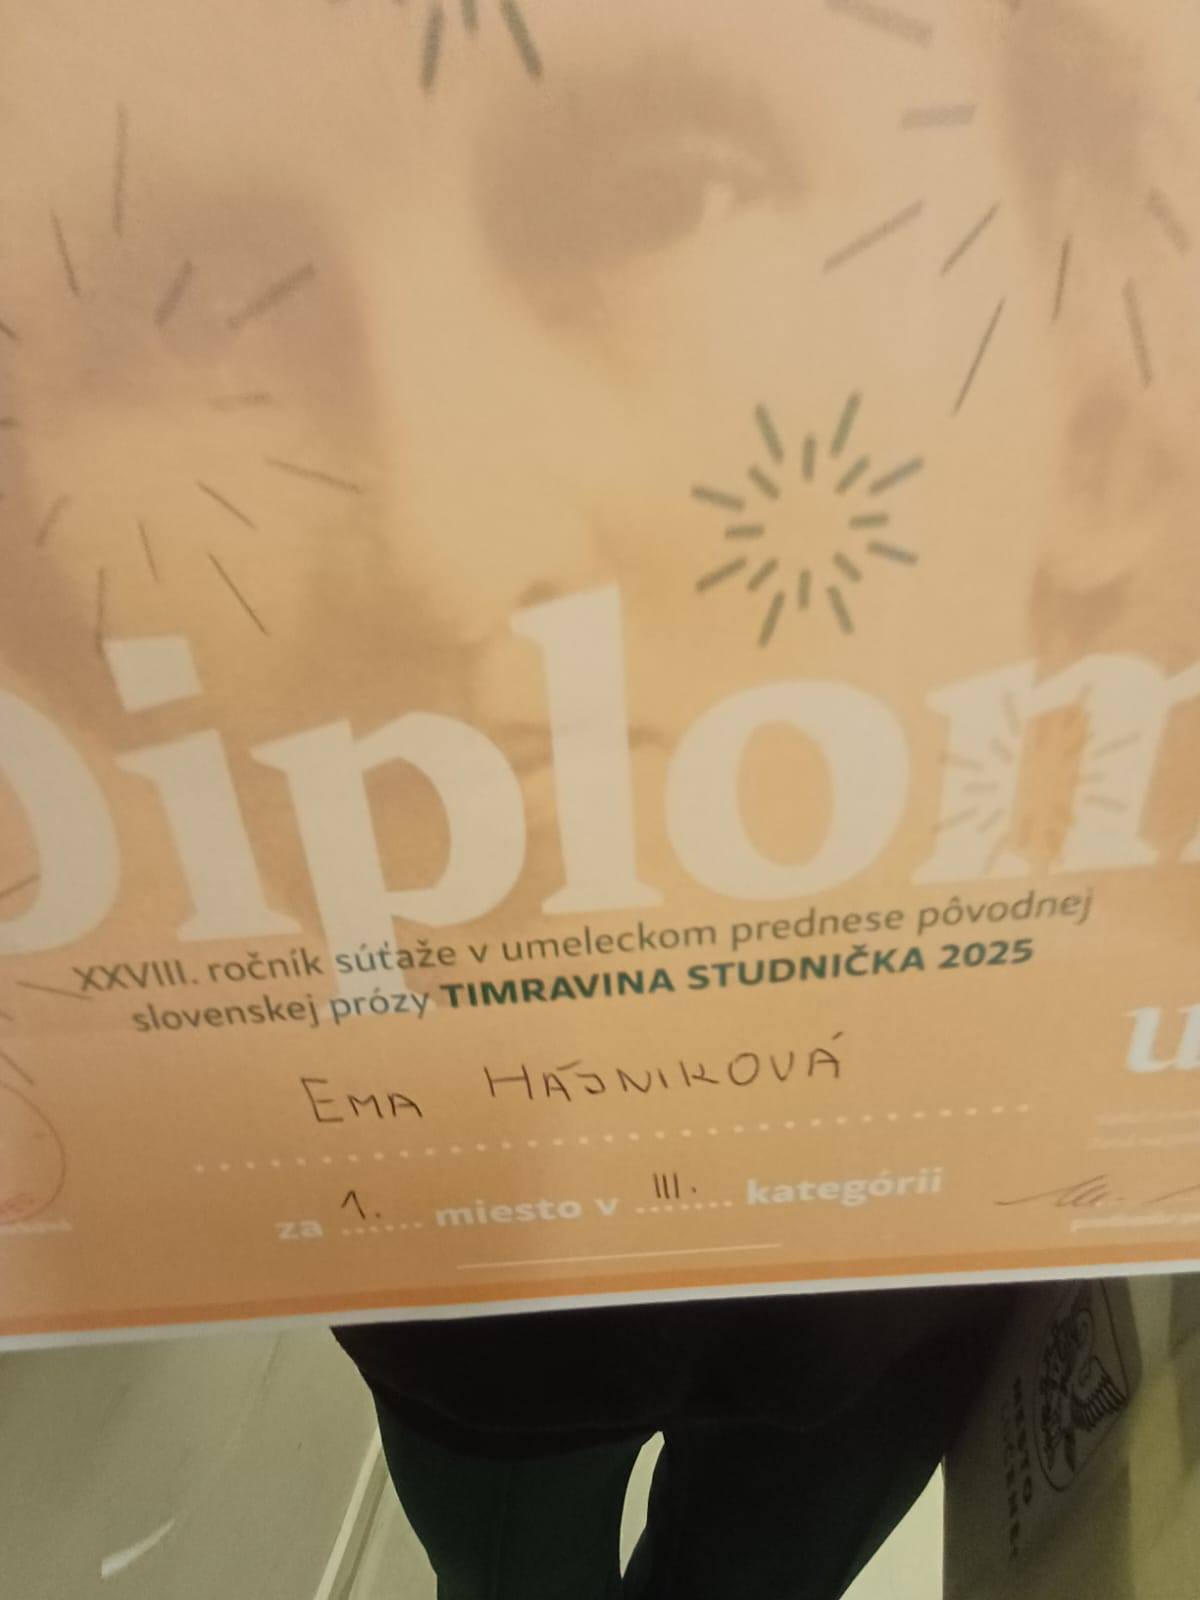 Diplom
XXVIII. ročník súťaže v umeleckom prednese pôvodnej
slovenskej prózy TIMRAVINA STUDNIČKA 2025
EMA HÁJNIKOVÁ
za 1. miesto v III. kategórii
MESTO